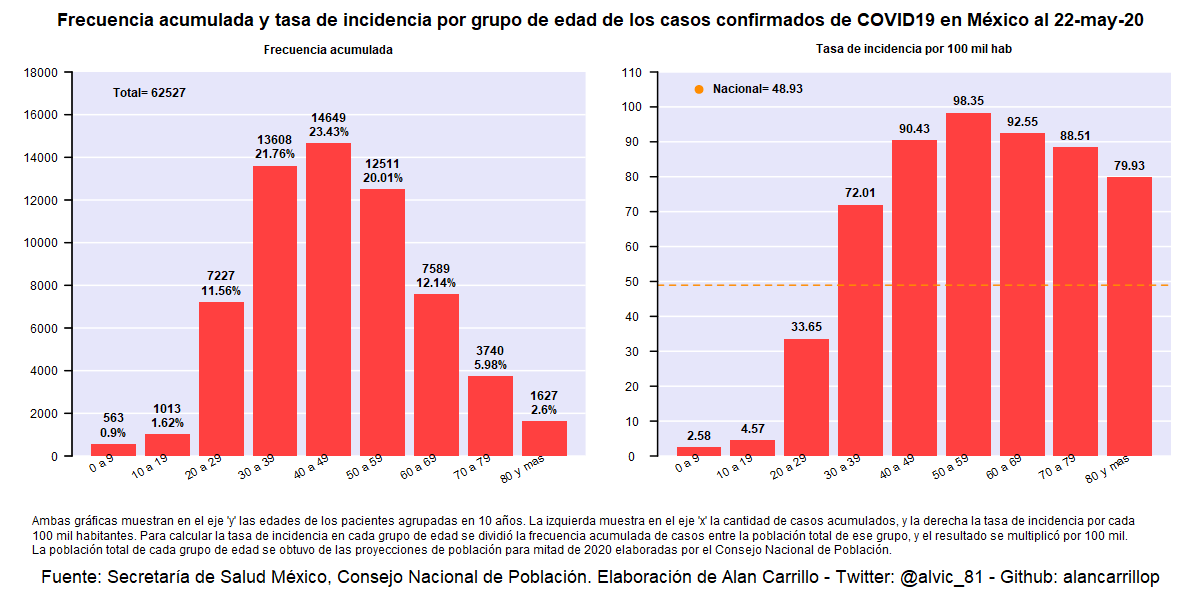 Frecuencia acumulada y tasa de incidencia por grupo de edad de los casos confirmados de COVID19 en México al 22-may-20
Frecuencia acumulada
18000
16000
14000
12000
10000
8000
6000
4000
2000
0
Total= 62527
563
0.9%
1013
1.62%
7227
11.56%
13608
21.76%
14649
23.43%
12511
20.01%
7589
12.14%
3740
5.98%
1627
2.6%
0 a 9
10 a 19
20 a 29
30 a 39
40 a 49
50 a 59
60 a 69
70 a 79
80 y mas
Tasa de incidencia por 100 mil hab
110
100
90
80
70
60
50
40
30
20
10
0
Nacional= 48.93
2.58
4.57
33.65
72.01
90.43
98.35
92.55
88.51
79.93
0 a 9
10 a 19
20 a 29
30 a 39
40 a 49
50 a 59
60 a 69
70 a 79
80 y mas
Ambas gráficas muestran en el eje 'y' las edades de los pacientes agrupadas en 10 años. La izquierda muestra en el eje 'x' la cantidad de casos acumulados, y la derecha la tasa de incidencia por cada
100 mil habitantes. Para calcular la tasa de incidencia en cada grupo de edad se dividió la frecuencia acumulada de casos entre la población total de ese grupo, y el resultado se multiplicó por 100 mil.
La población total de cada grupo de edad se obtuvo de las proyecciones de población para mitad de 2020 elaboradas por el Consejo Nacional de Población.
Fuente: Secretaría de Salud México, Consejo Nacional de Población. Elaboración de Alan Carrillo - Twitter: @alvic_81 - Github: alancarrillop